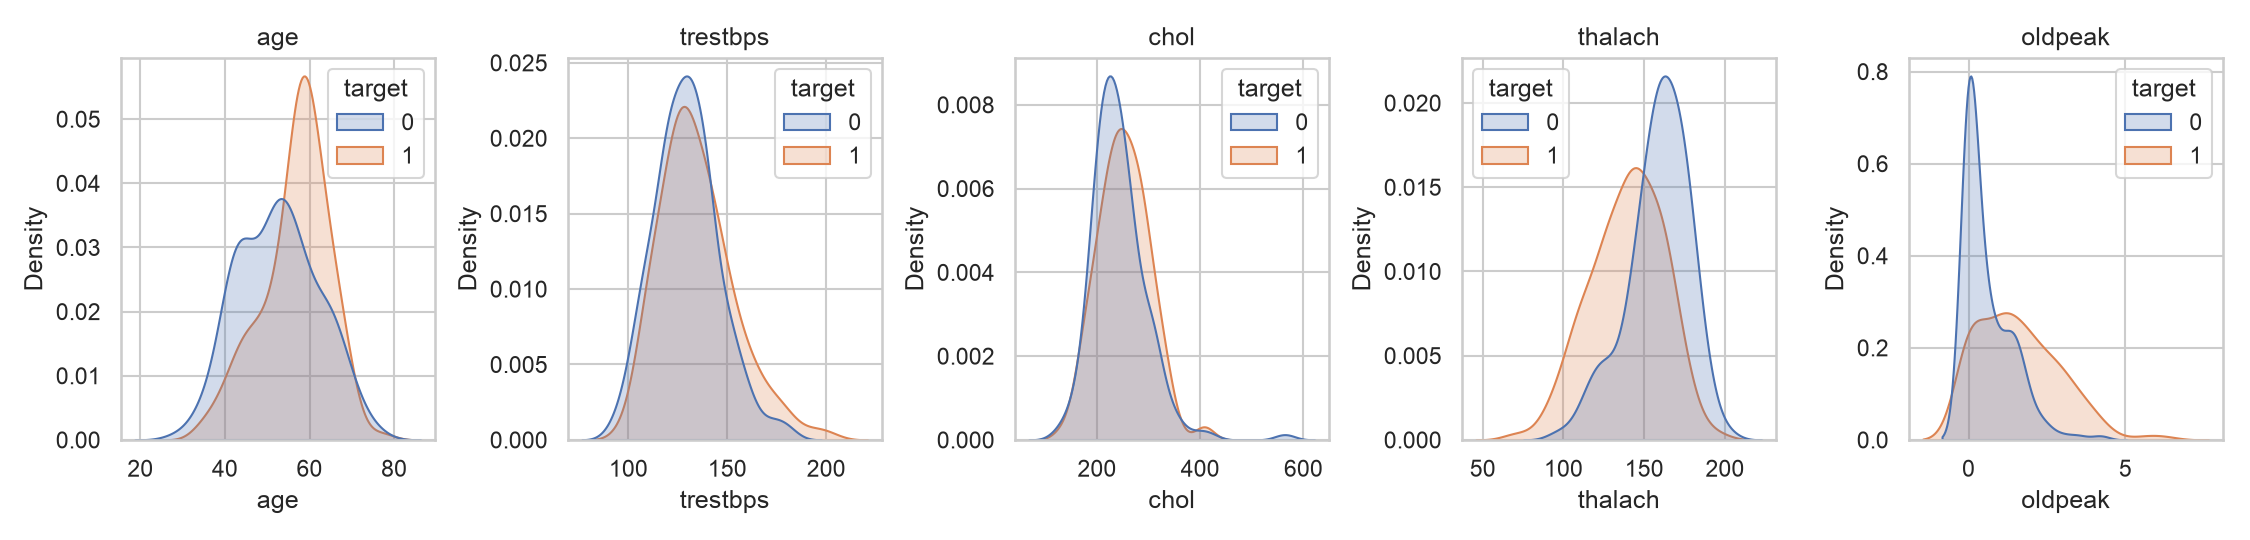 age
0.05
0.04
0.03
0.02
0.01
0.00
Density
20 40 60 80
age
target
0
1
trestbps
0.025
0.020
0.015
0.010
0.005
0.000
Density
100 150 200
trestbps
target
0
1
chol
0.008
0.006
0.004
0.002
0.000
Density
200 400 600
chol
target
0
1
thalach
0.020
0.015
0.010
0.005
0.000
Density
50 100 150 200
thalach
target
0
1
oldpeak
0.8
0.6
0.4
0.2
0.0
Density
0 5
oldpeak
target
0
1